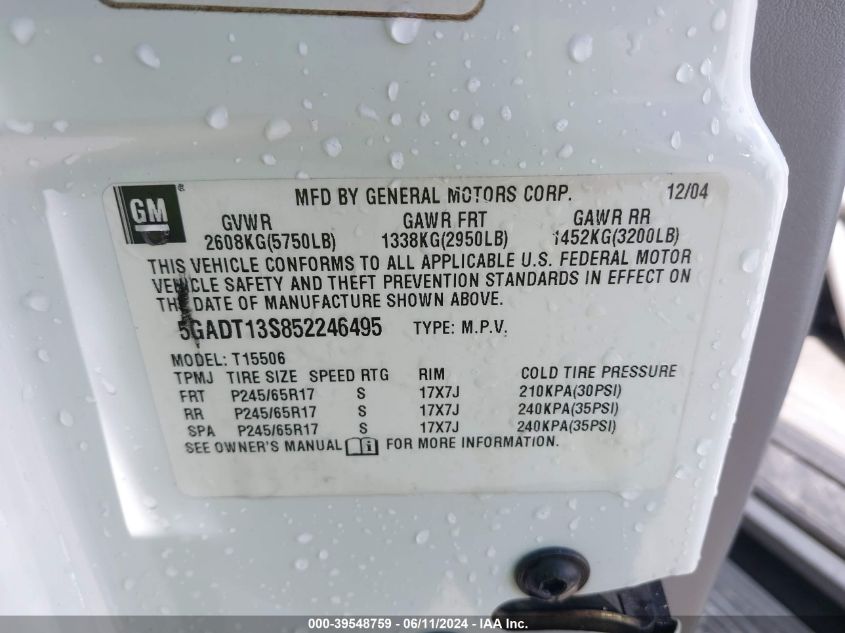 GM ® MFD BY GENERAL MOTORS CORP. 12/04
GVWR GAWR FRT GAWR RR
2608KG(5750LB) 1338KG(2950LB) 1452KG(3200LB)
THIS VEHICLE CONFORMS TO ALL APPLICABLE U.S. FEDERAL MOTOR
VEHICLE SAFETY AND THEFT PREVENTION STANDARDS IN EFFECT ON
THE DATE OF MANUFACTURE SHOWN ABOVE.
5GADT13S852246495 TYPE: M.P.V.
MODEL: T15506
TPMJ TIRE SIZE SPEED RTG RIM COLD TIRE PRESSURE
FRT P245/65R17 S 17X7J 210KPA(30PSI)
RR P245/65R17 S 17X7J 240KPA(35PSI)
SPA P245/65R17 S 17X7J 240KPA(35PSI)
SEE OWNER'S MANUAL i FOR MORE INFORMATION.
000-39548759 - 06/11/2024 - IAA Inc.